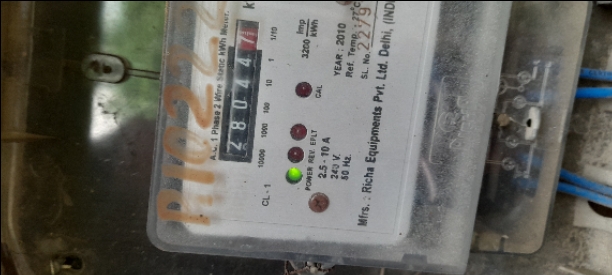 A.C. 1 Phase 2 Wire Static kWh Meter.
28044
10000 1000 100 10 1 1/10
CL - 1
POWER REV. EFLT
CAL
Imp
3200 kWh
2.5 - 10 A
240 V.
50 Hz.
YEAR : 2010
Ref. Temp.
SL. No.
Mfrs. : Richa Equipments Pvt. Ltd. Delhi, (IND